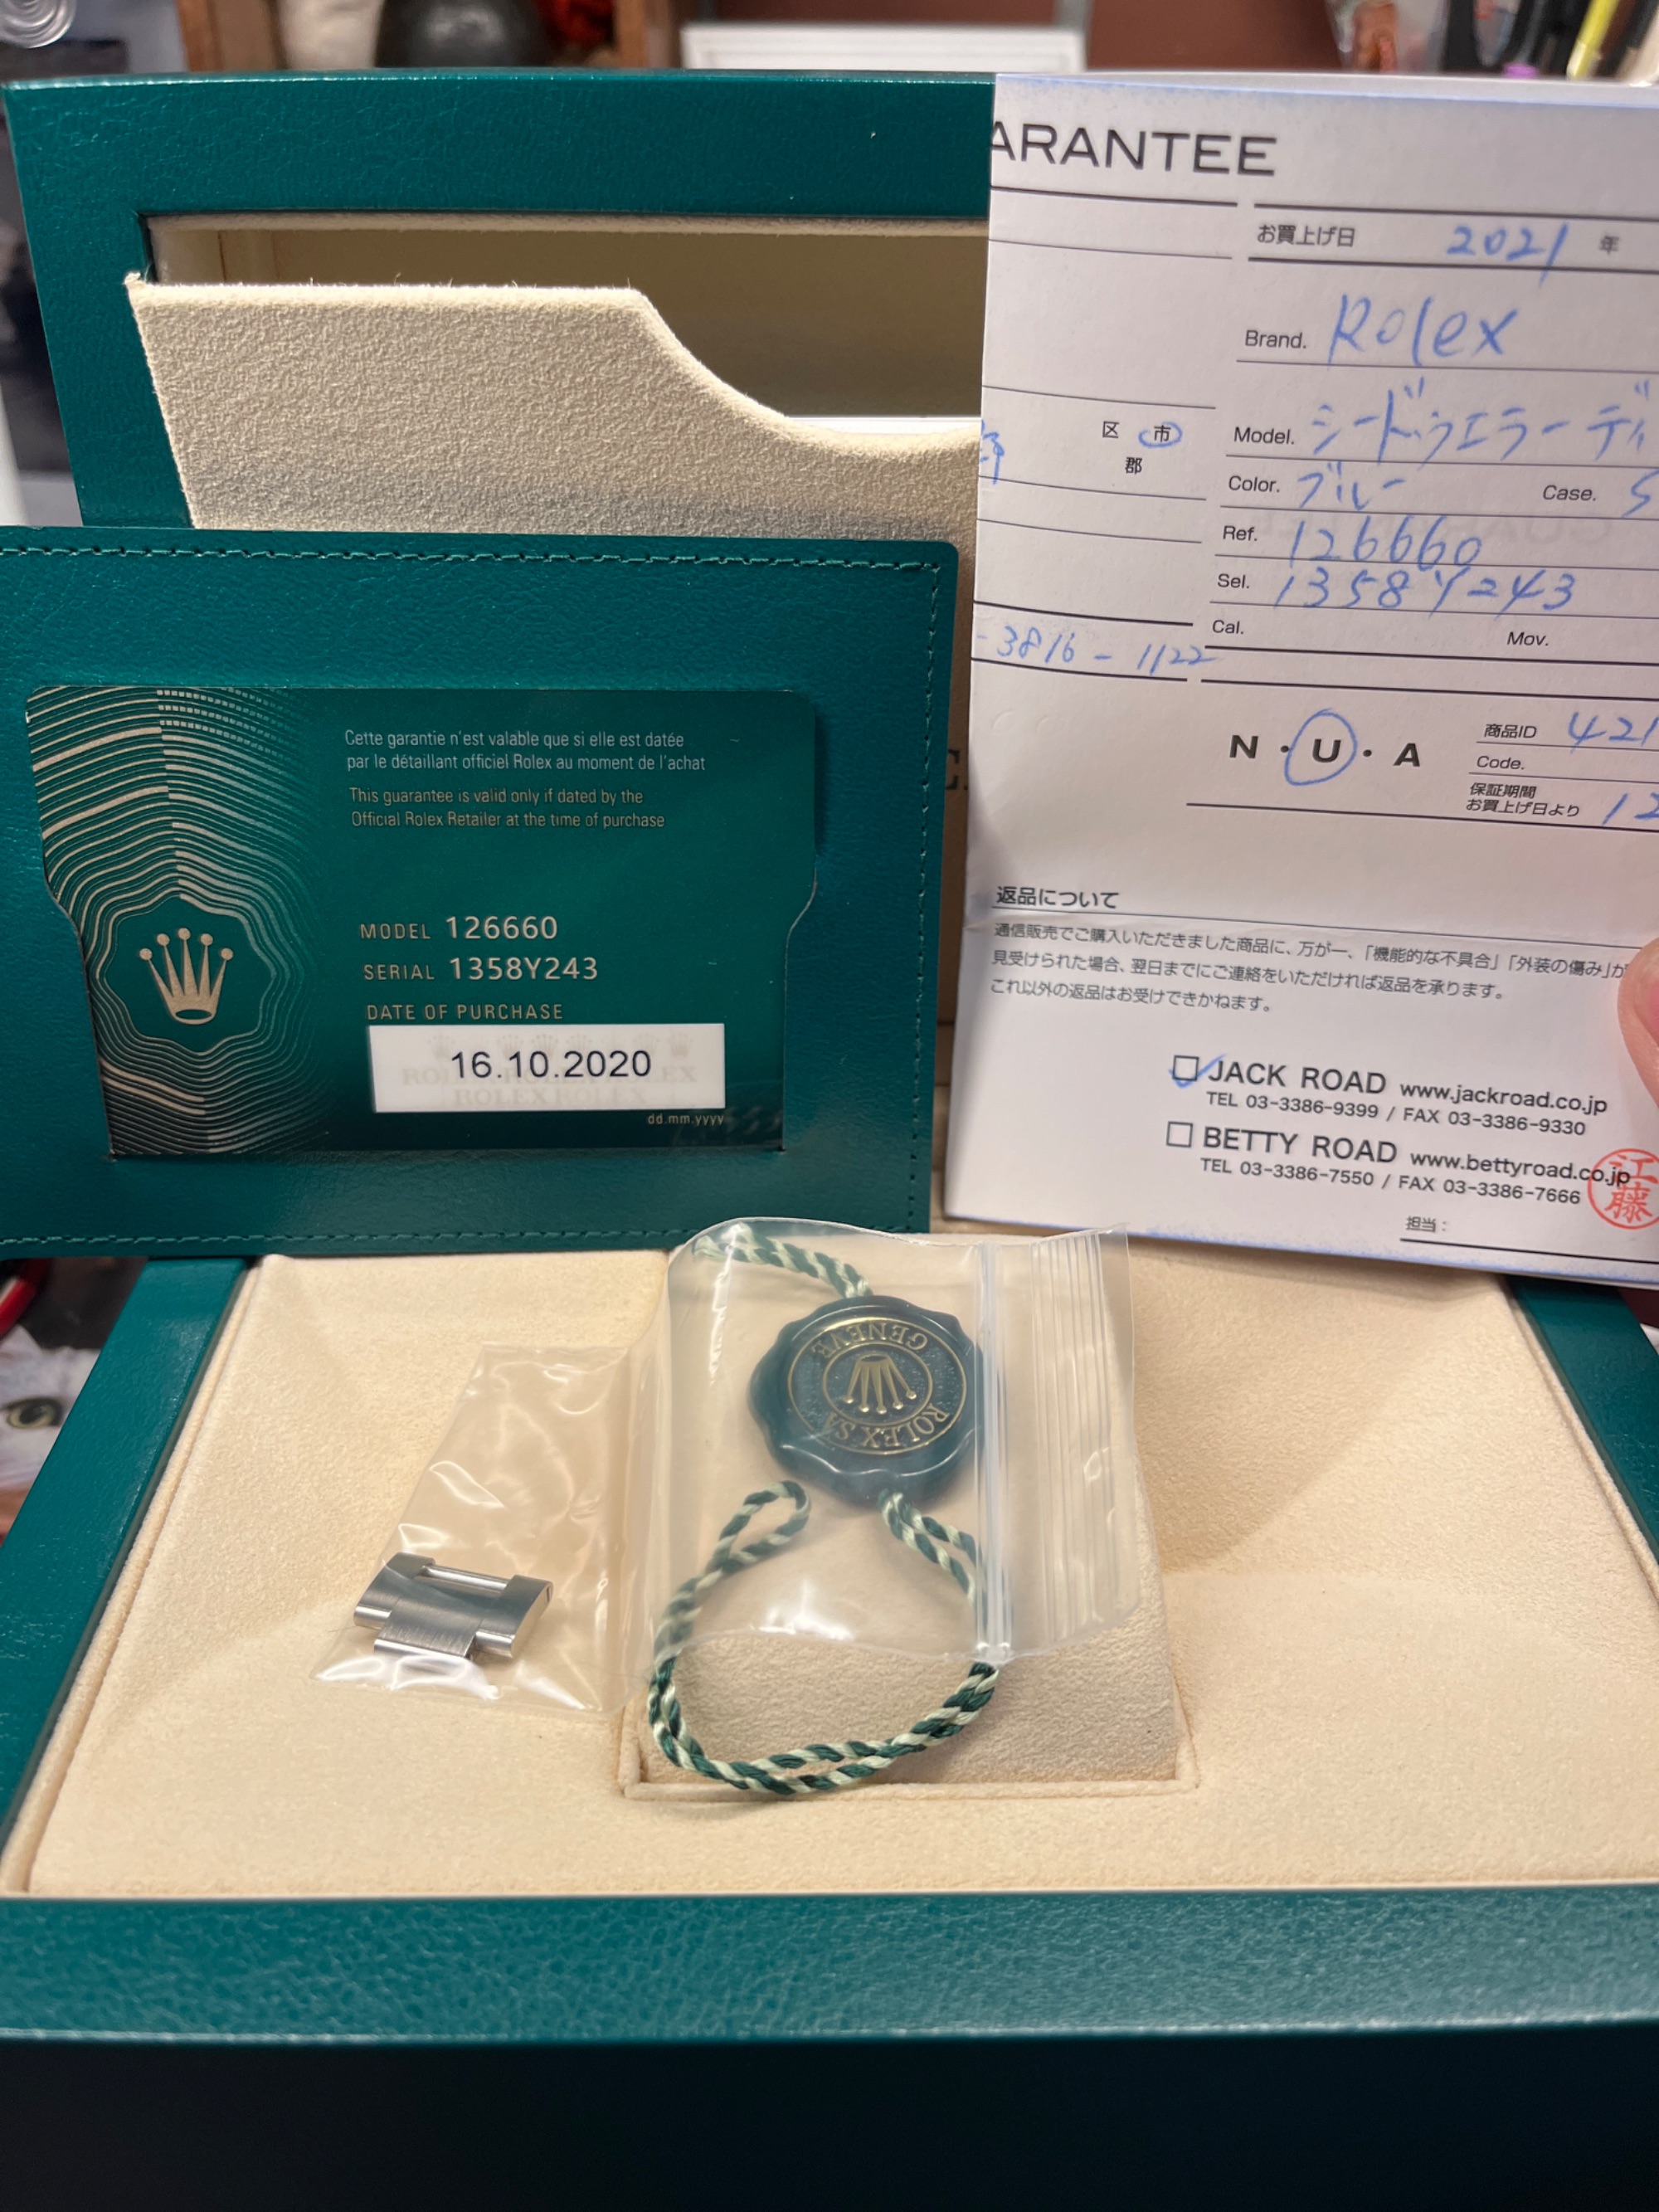 Cette garantie n'est valable que si elle est datée
par le détaillant officiel Rolex au moment de l'achat
This guarantee is valid only if dated by the
Official Rolex Retailer at the time of purchase
MODEL 126660
SERIAL 1358Y243
DATE OF PURCHASE
16.10.2020
dd.mm.yyyy
ARANTEE
お買上げ日 2021 年
Brand. Rolex
区 市
郡
Model. シードゥエラー ディ
Color. ブルー Case. S
Ref. 126660
Sel. 1358Y243
Cal. Mov.
- 3816 - 1122
N・U・A
商品ID 421
Code.
保証期間
お買上げ日より 12
返品について
通信販売でご購入いただきました商品に、万が一、「機能的な不具合」「外装の傷み」が
見受けられた場合、翌日までにご連絡をいただければ返品を承ります。
これ以外の返品はお受けできかねます。
JACK ROAD www.jackroad.co.jp
TEL 03-3386-9399 / FAX 03-3386-9330
BETTY ROAD www.bettyroad.co.jp
TEL 03-3386-7550 / FAX 03-3386-7666
江藤
担当:
GENEVE
ROLEX SA